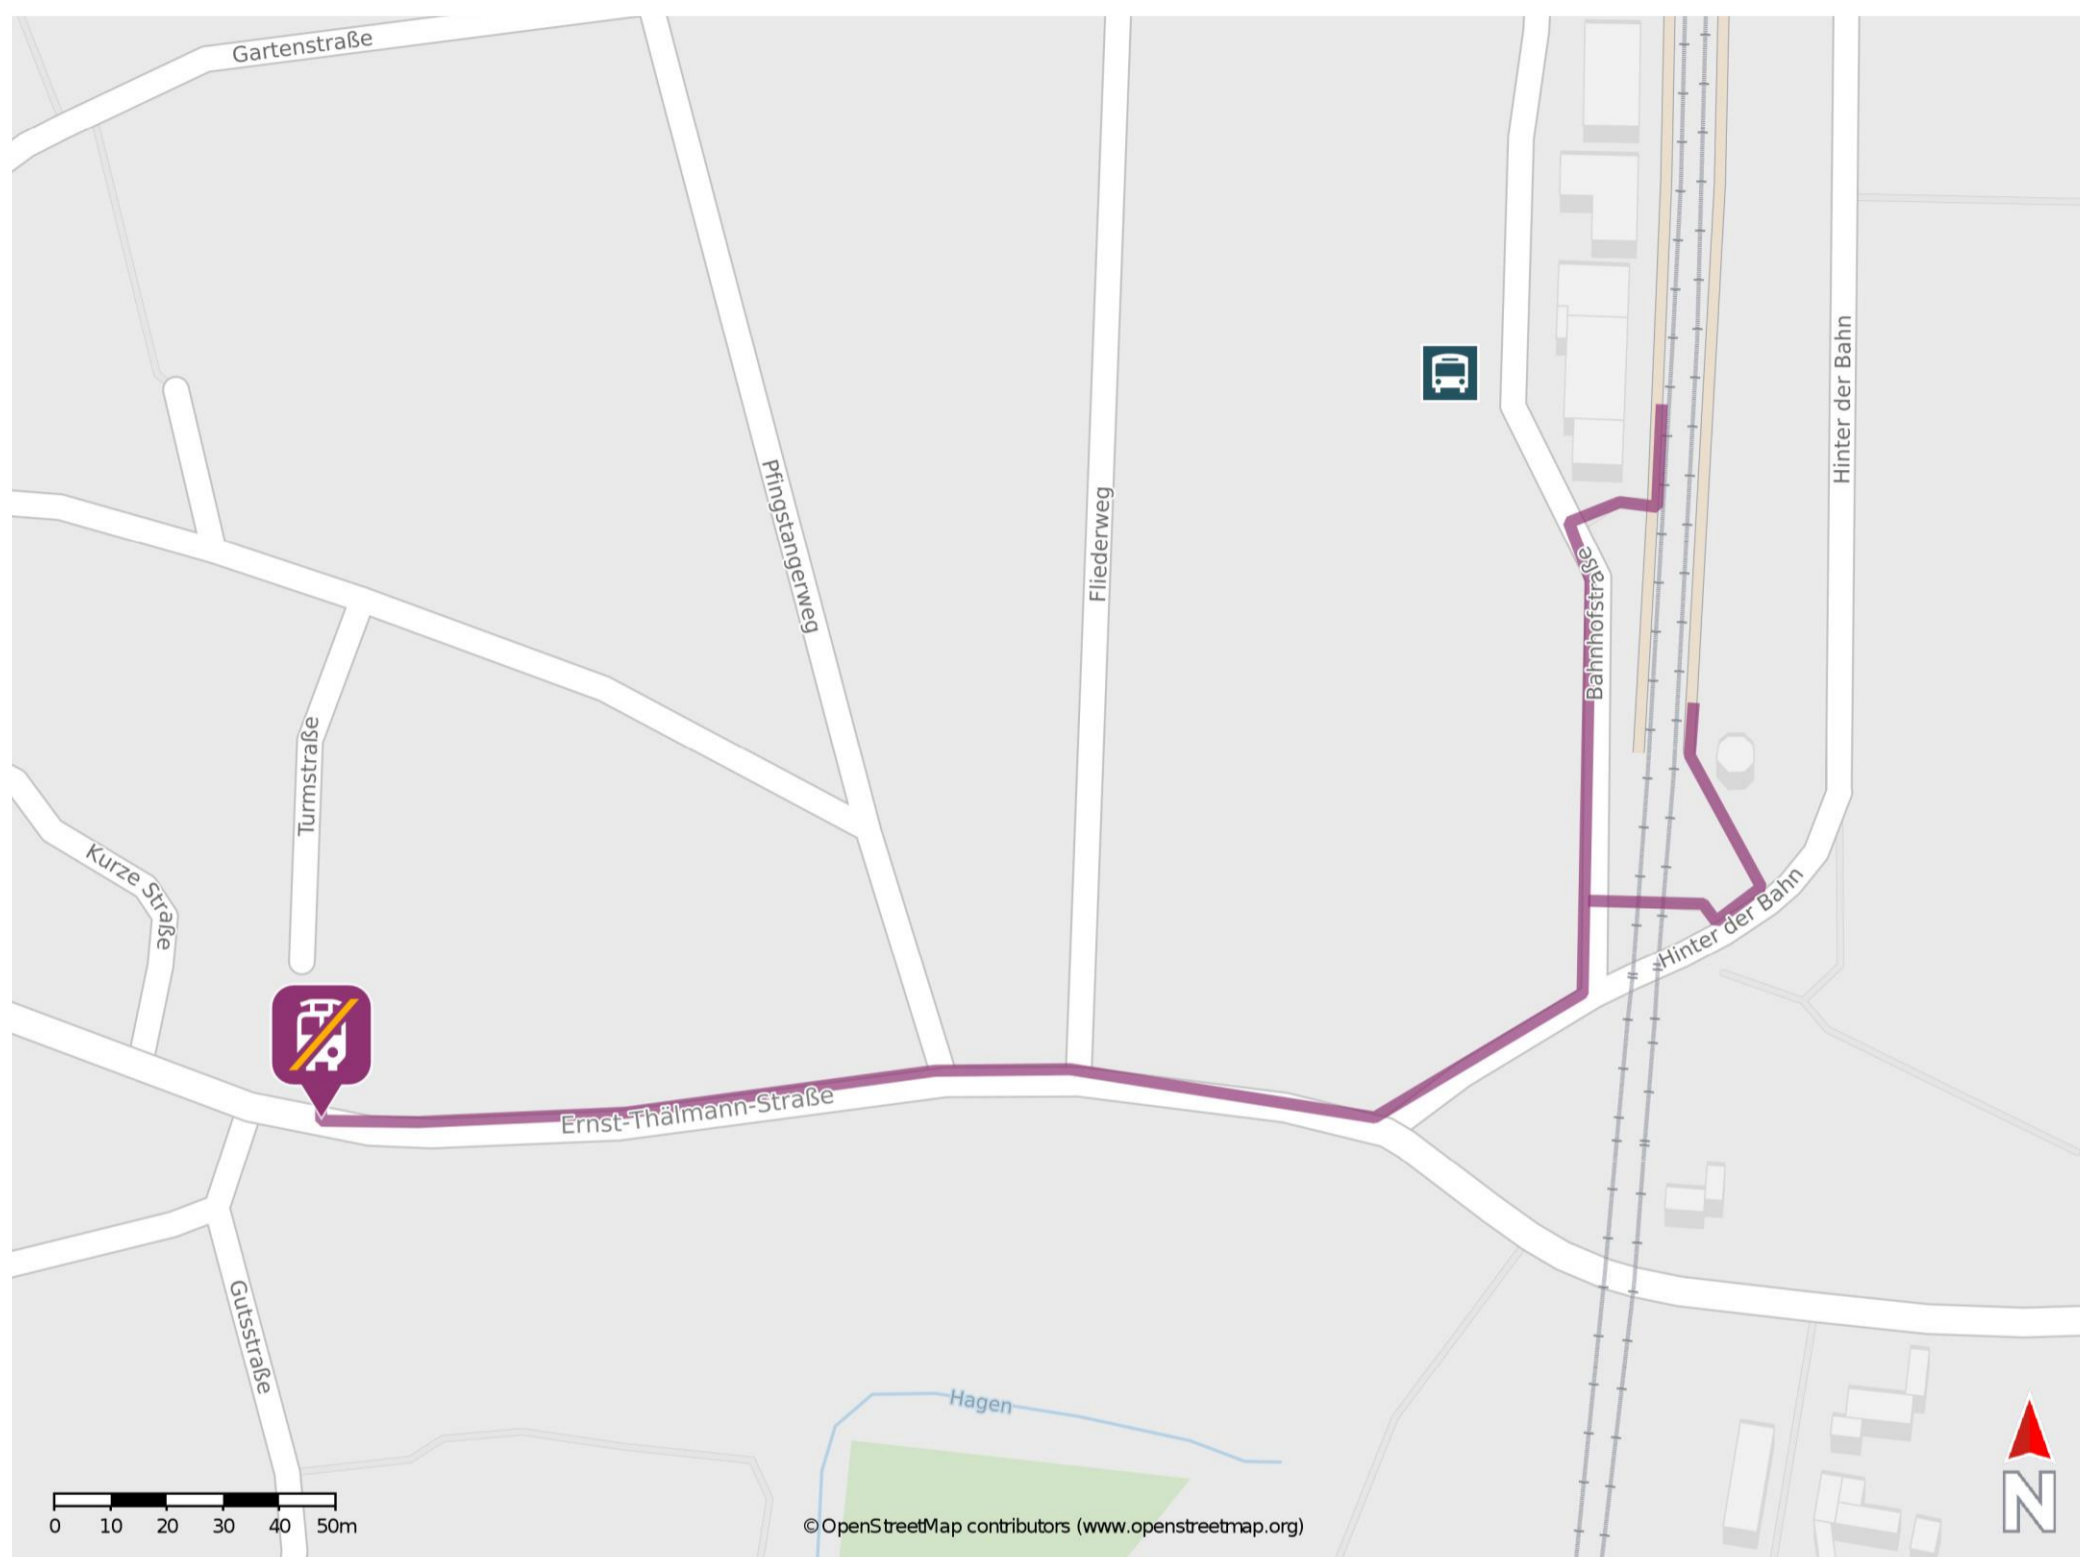 Gartenstraße
Hinter der Bahn
Pfingstangerweg
Fliederweg
Bahnhofstraße
Turmstraße
Kurze Straße
Hinter der Bahn
Ernst-Thälmann-Straße
Gutsstraße
Hagen
0 10 20 30 40 50m
© OpenStreetMap contributors (www.openstreetmap.org)
N